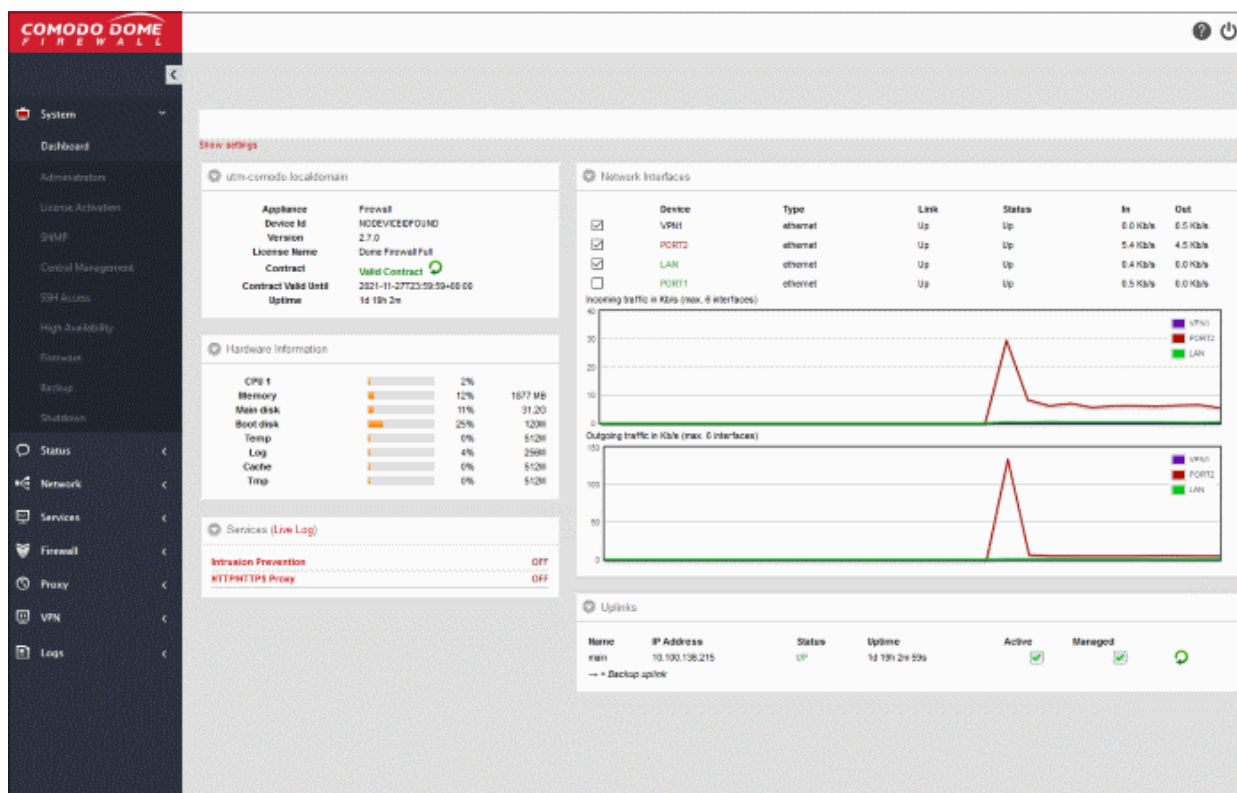 COMODO DOME
FIREWALL
System
Dashboard
Administrators
License Activation
SNMP
Central Management
SSH Access
High Availability
Firmware
Backup
Shutdown
Status
Network
Services
Firewall
Proxy
VPN
Logs
Show settings
utm-comodo.localdomain
Appliance Firewall
Device Id NODEVICEIDFOUND
Version 2.7.0
License Name Dome Firewall Full
Contract Valid Contract
Contract Valid Until 2021-11-27T23:59:59+00:00
Uptime 1d 19h 2m
Hardware Information
CPU 1 2%
Memory 12% 1877 MB
Main disk 11% 31.2G
Boot disk 25% 120M
Temp 0% 512M
Log 4% 256M
Cache 0% 512M
Tmp 0% 512M
Services (Live Log)
Intrusion Prevention OFF
HTTP/HTTPS Proxy OFF
Network Interfaces
Device Type Link Status In Out
VPN1 ethernet Up Up 0.0 Kb/s 0.5 Kb/s
PORT2 ethernet Up Up 5.4 Kb/s 4.5 Kb/s
LAN ethernet Up Up 0.4 Kb/s 0.0 Kb/s
PORT1 ethernet Up Up 0.5 Kb/s 0.0 Kb/s
Incoming traffic in Kb/s (max. 6 interfaces)
40
30
20
10
0
VPN1
PORT2
LAN
Outgoing traffic in Kb/s (max. 6 interfaces)
150
100
50
0
VPN1
PORT2
LAN
Uplinks
Name IP Address Status Uptime Active Managed
main 10.100.136.215 UP 1d 19h 2m 59s
→ = Backup uplink